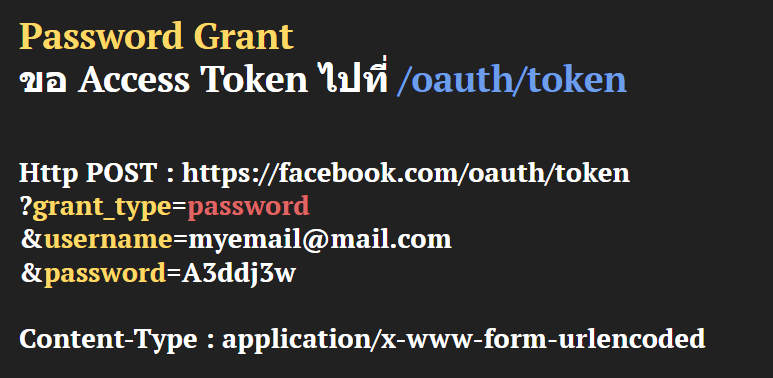 Password Grant
ขอ Access Token ไปที่ /oauth/token
Http POST : https://facebook.com/oauth/token
?grant_type=password
&username=myemail@mail.com
&password=A3ddj3w
Content-Type : application/x-www-form-urlencoded